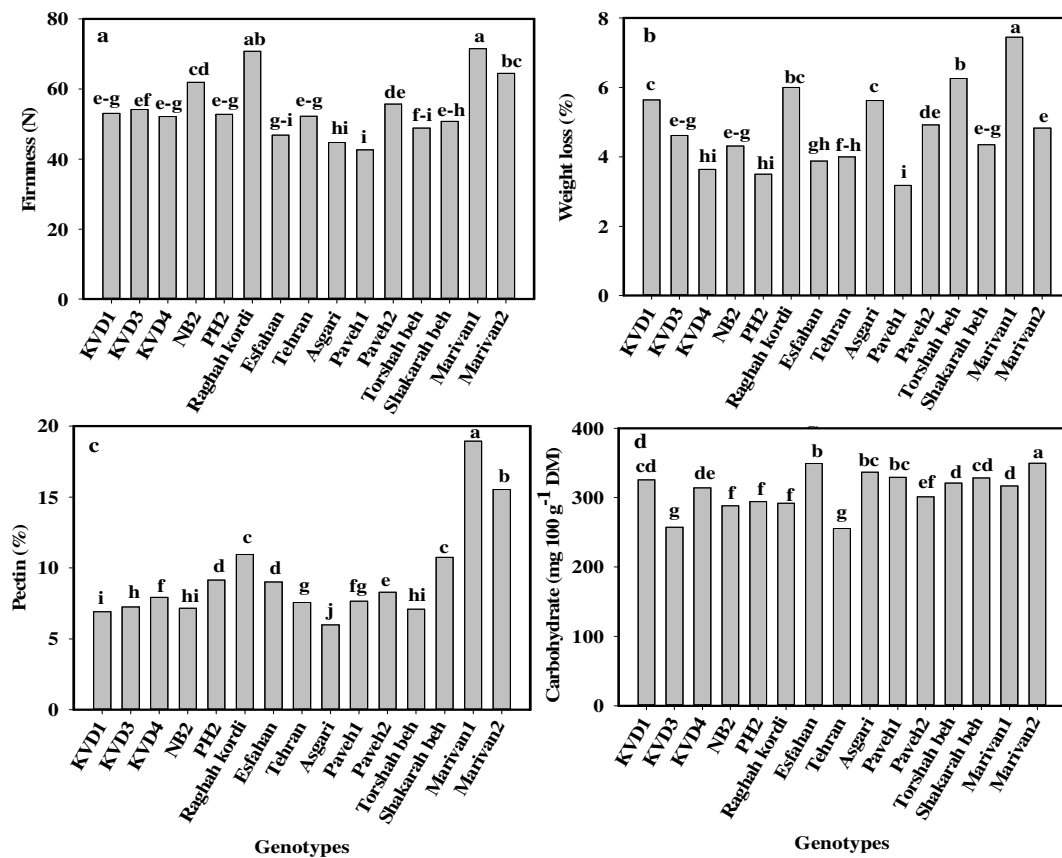 a
Firmness (N)
80
60
40
20
0
e-g ef e-g cd e-g ab g-i e-g hi i de f-i e-h a bc
KVD1 KVD3 KVD4 NB2 PH2 Raghah kordi Esfahan Tehran Asgari Paveh1 Paveh2 Torshah beh Shakarah beh Marivan1 Marivan2
b
Weight loss (%)
8
6
4
2
0
c e-g hi e-g hi bc gh f-h c i de b e-g a e
KVD1 KVD3 KVD4 NB2 PH2 Raghah kordi Esfahan Tehran Asgari Paveh1 Paveh2 Torshah beh Shakarah beh Marivan1 Marivan2
c
Pectin (%)
20
15
10
5
0
i h f hi d c d g j fg e hi c a b
KVD1 KVD3 KVD4 NB2 PH2 Raghah kordi Esfahan Tehran Asgari Paveh1 Paveh2 Torshah beh Shakarah beh Marivan1 Marivan2
Genotypes
d
Carbohydrate (mg 100 g-1 DM)
400
300
200
100
0
cd g de f f f b g bc bc ef d cd d a
KVD1 KVD3 KVD4 NB2 PH2 Raghah kordi Esfahan Tehran Asgari Paveh1 Paveh2 Torshah beh Shakarah beh Marivan1 Marivan2
Genotypes